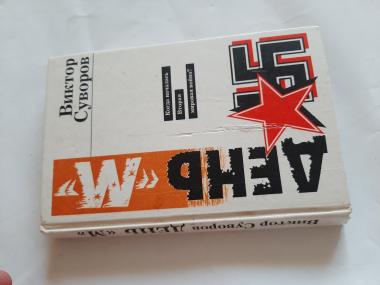 Виктор
Суворов
Когда началась
Вторая
мировая война?
ДЕНЬ
«М»
Виктор Суворов ДЕНЬ «М»